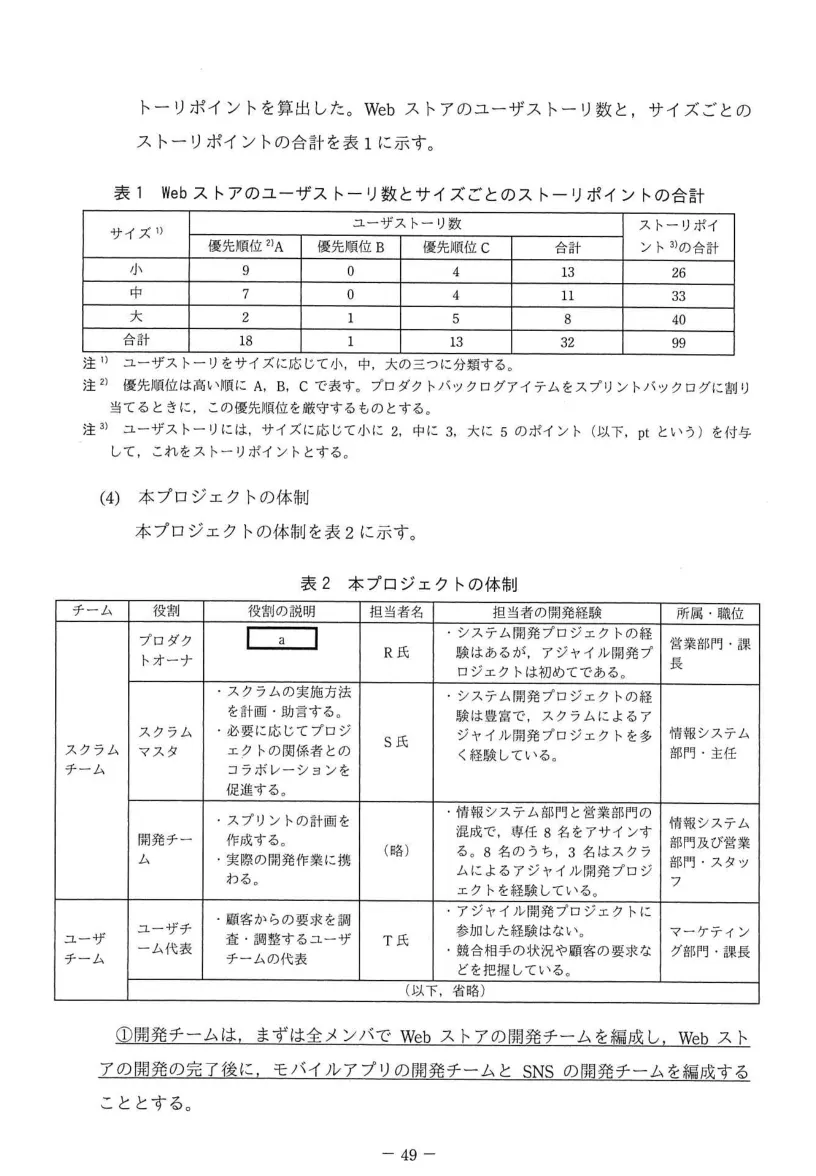 トーリポイントを算出した。Web ストアのユーザストーリ数と，サイズごとの
ストーリポイントの合計を表 1 に示す。
表 1　Web ストアのユーザストーリ数とサイズごとのストーリポイントの合計
サイズ 1)
ユーザストーリ数
ストーリポイ
ント 3)の合計
優先順位 2)A
優先順位 B
優先順位 C
合計
小
9
0
4
13
26
中
7
0
4
11
33
大
2
1
5
8
40
合計
18
1
13
32
99
注 1)　ユーザストーリをサイズに応じて小，中，大の三つに分類する。
注 2)　優先順位は高い順に A，B，C で表す。プロダクトバックログアイテムをスプリントバックログに割り
当てるときに，この優先順位を厳守するものとする。
注 3)　ユーザストーリには，サイズに応じて小に 2，中に 3，大に 5 のポイント（以下，pt という）を付与
して，これをストーリポイントとする。
(4)　本プロジェクトの体制
本プロジェクトの体制を表 2 に示す。
表 2　本プロジェクトの体制
チーム
役割
役割の説明
担当者名
担当者の開発経験
所属・職位
スクラム
チーム
プロダク
トオーナ
a
R 氏
・システム開発プロジェクトの経
験はあるが，アジャイル開発プ
ロジェクトは初めてである。
営業部門・課
長
スクラム
マスタ
・スクラムの実施方法
を計画・助言する。
・必要に応じてプロジ
ェクトの関係者との
コラボレーションを
促進する。
S 氏
・システム開発プロジェクトの経
験は豊富で，スクラムによるア
ジャイル開発プロジェクトを多
く経験している。
情報システム
部門・主任
開発チー
ム
・スプリントの計画を
作成する。
・実際の開発作業に携
わる。
（略）
・情報システム部門と営業部門の
混成で，専任 8 名をアサインす
る。8 名のうち，3 名はスクラ
ムによるアジャイル開発プロジ
ェクトを経験している。
情報システム
部門及び営業
部門・スタッ
フ
ユーザ
チーム
ユーザチ
ーム代表
・顧客からの要求を調
査・調整するユーザ
チームの代表
T 氏
・アジャイル開発プロジェクトに
参加した経験はない。
・競合相手の状況や顧客の要求な
どを把握している。
マーケティン
グ部門・課長
（以下，省略）
①開発チームは，まずは全メンバで Web ストアの開発チームを編成し，Web スト
アの開発の完了後に，モバイルアプリの開発チームと SNS の開発チームを編成する
こととする。
－ 49 －